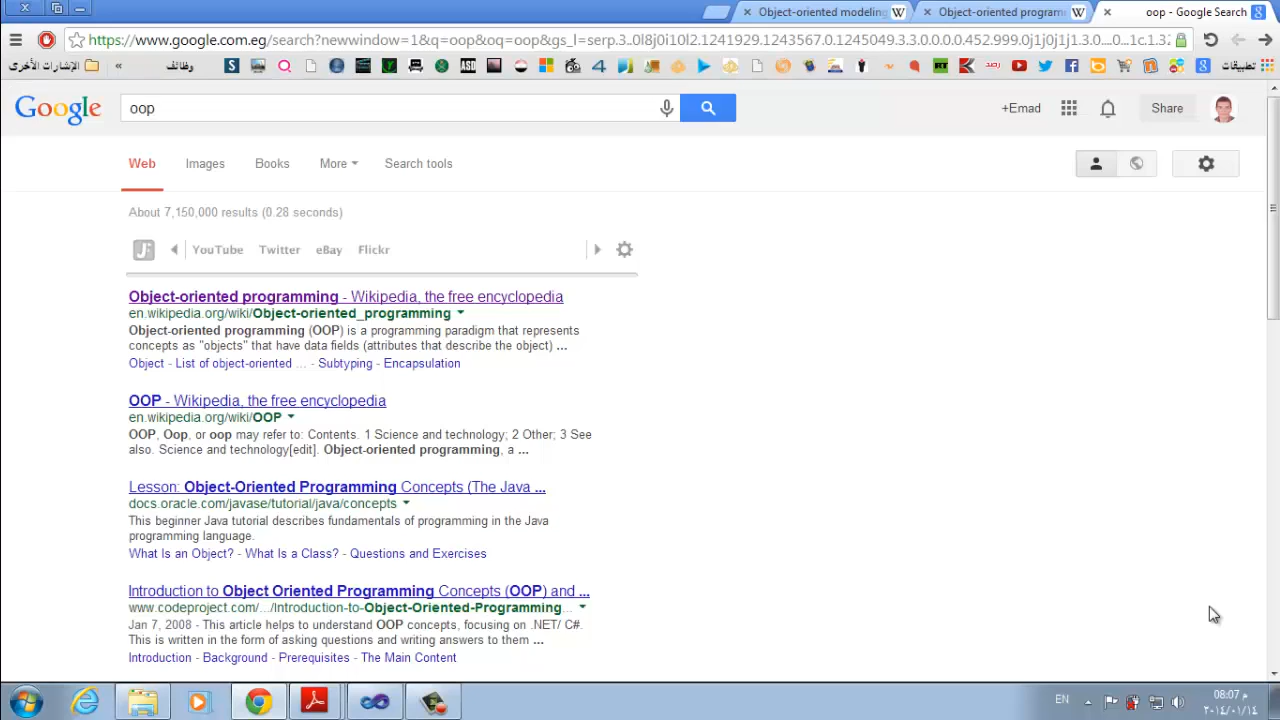 Object-oriented modeling
Object-oriented program
oop - Google Search
https://www.google.com.eg/search?newwindow=1&q=oop&oq=oop&gs_l=serp.3..0l8j0i10l2.1241929.1243567.0.1245049.3.3.0.0.0.0.452.999.0j1j0j1j1.3.0....0...1c.1.32
الإشارات الأخرى
»
وظائف
تطبيقات
Google
oop
+Emad
Share
Web
Images
Books
More
Search tools
About 7,150,000 results (0.28 seconds)
YouTube
Twitter
eBay
Flickr
Object-oriented programming - Wikipedia, the free encyclopedia
en.wikipedia.org/wiki/Object-oriented_programming
Object-oriented programming (OOP) is a programming paradigm that represents
concepts as "objects" that have data fields (attributes that describe the object) ...
Object - List of object-oriented ... - Subtyping - Encapsulation
OOP - Wikipedia, the free encyclopedia
en.wikipedia.org/wiki/OOP
OOP, Oop, or oop may refer to: Contents. 1 Science and technology; 2 Other; 3 See
also. Science and technology[edit]. Object-oriented programming, a ...
Lesson: Object-Oriented Programming Concepts (The Java ...
docs.oracle.com/javase/tutorial/java/concepts
This beginner Java tutorial describes fundamentals of programming in the Java
programming language.
What Is an Object? - What Is a Class? - Questions and Exercises
Introduction to Object Oriented Programming Concepts (OOP) and ...
www.codeproject.com/.../Introduction-to-Object-Oriented-Programming...
Jan 7, 2008 - This article helps to understand OOP concepts, focusing on .NET/ C#.
This is written in the form of asking questions and writing answers to them ...
Introduction - Background - Prerequisites - The Main Content
EN
08:07 م
٢٠١٤/٠١/١٤